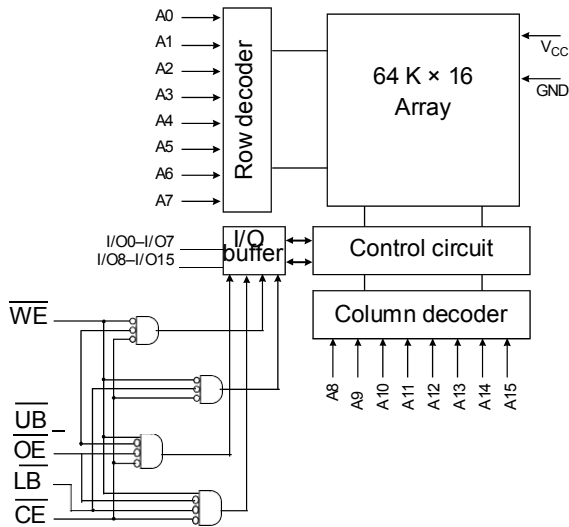 A0
A1
A2
A3
A4
A5
A6
A7
Row decoder
64 K × 16
Array
VCC
GND
I/O0–I/O7
I/O8–I/O15
I/O
buffer
Control circuit
Column decoder
A8
A9
A10
A11
A12
A13
A14
A15
WE
UB
OE
LB
CE